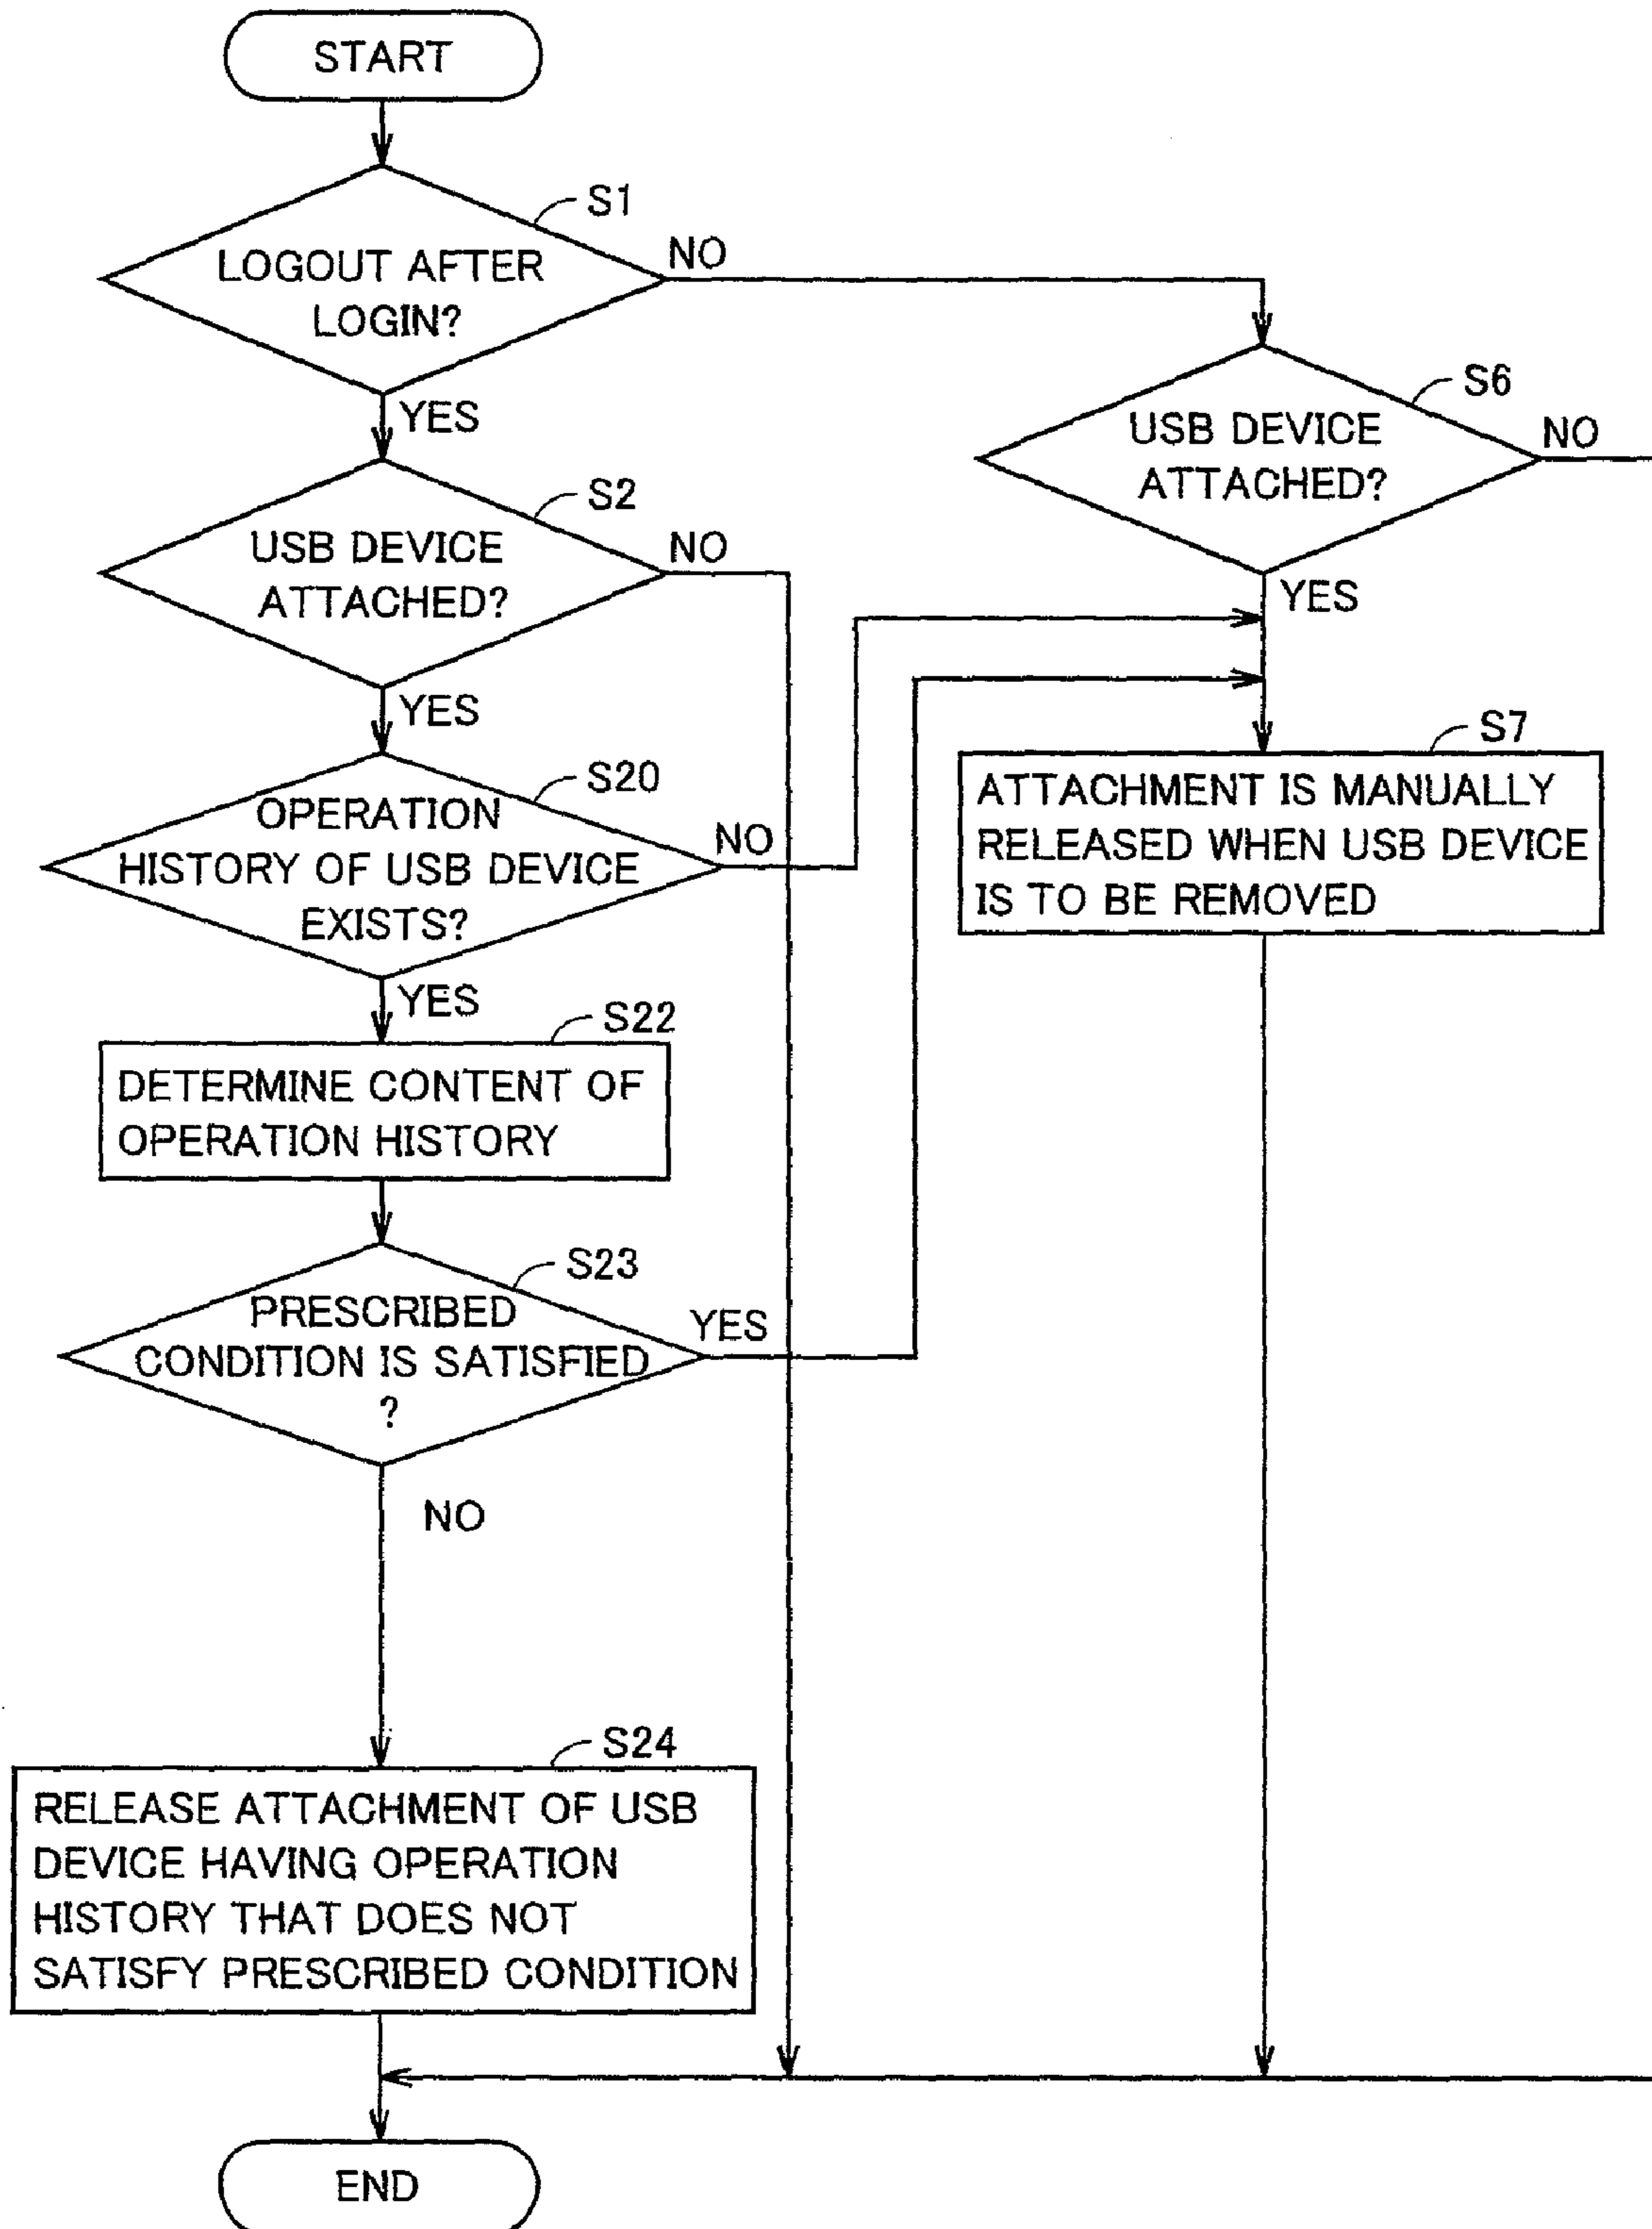 START
S1
LOGOUT AFTER
LOGIN?
NO
YES
S6
USB DEVICE
ATTACHED?
NO
YES
S2
USB DEVICE
ATTACHED?
NO
YES
S7
ATTACHMENT IS MANUALLY
RELEASED WHEN USB DEVICE
IS TO BE REMOVED
S20
OPERATION
HISTORY OF USB DEVICE
EXISTS?
NO
YES
S22
DETERMINE CONTENT OF
OPERATION HISTORY
S23
PRESCRIBED
CONDITION IS SATISFIED
?
YES
NO
S24
RELEASE ATTACHMENT OF USB
DEVICE HAVING OPERATION
HISTORY THAT DOES NOT
SATISFY PRESCRIBED CONDITION
END